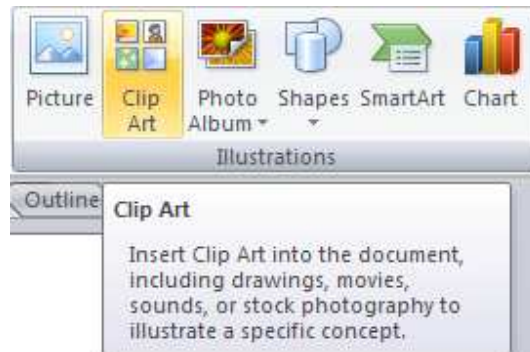 Picture Clip Art Photo Album Shapes SmartArt Chart
Illustrations
Outline
Clip Art
Insert Clip Art into the document,
including drawings, movies,
sounds, or stock photography to
illustrate a specific concept.